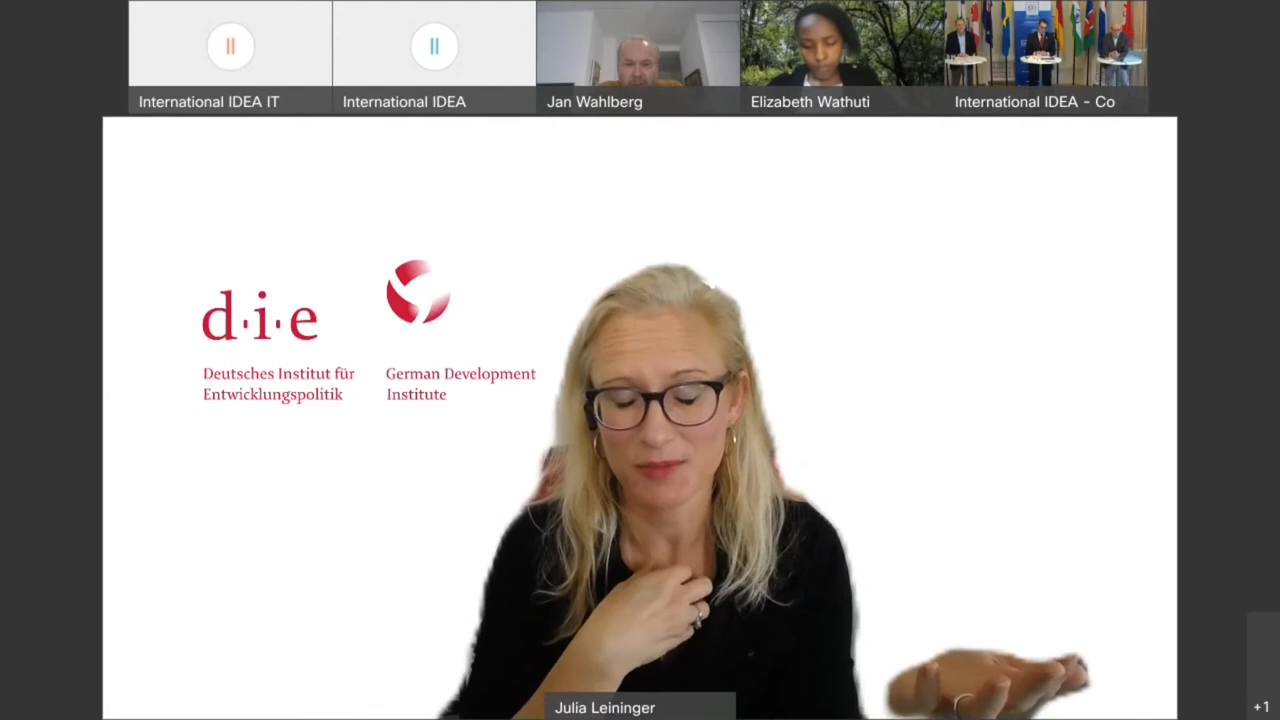 International IDEA IT
International IDEA
Jan Wahlberg
Elizabeth Wathuti
International IDEA - Co
d·i·e
Deutsches Institut für
Entwicklungspolitik
German Development
Institute
Julia Leininger
+1